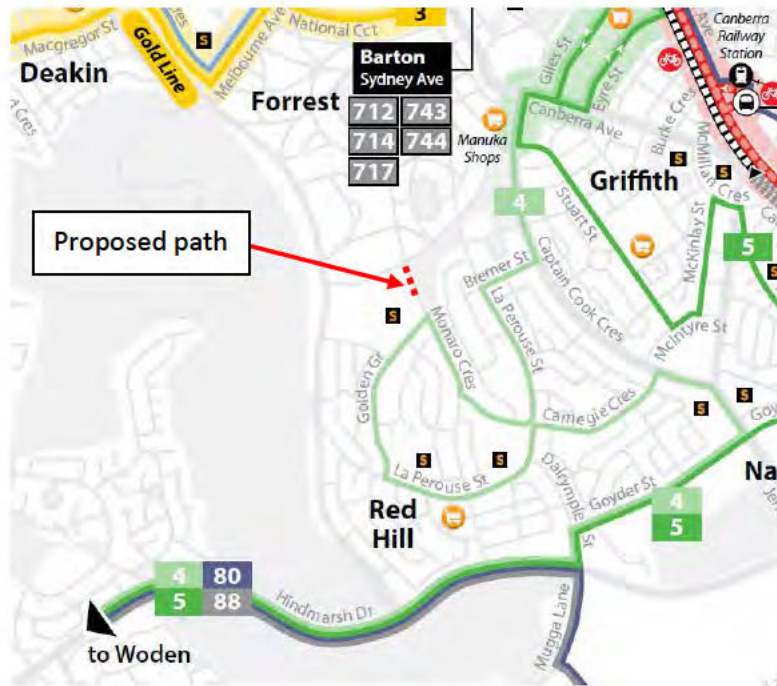 Macgregor St
Deakin
Gold Line
Melbourne Ave
National Cct
3
S
Forrest
Barton
Sydney Ave
712 743
714 744
717
Manuka
Shops
Giles St
Eyre St
Canberra Ave
Canberra
Railway
Station
Burke Cres
McMillan Cres
S
S
Griffith
4
Stuart St
McKinlay St
5
S
Proposed path
Bremer St
Captain Cook Cres
La Perouse St
McIntyre St
S
Monaro Cres
Golden Gr
Carnegie Cres
S
S
Goy
La Perouse St
S
S
Dalrymple St
Goyder St
Na
Red
Hill
4
5
4 80
5 88
Hindmarsh Dr
Mugga Lane
to Woden